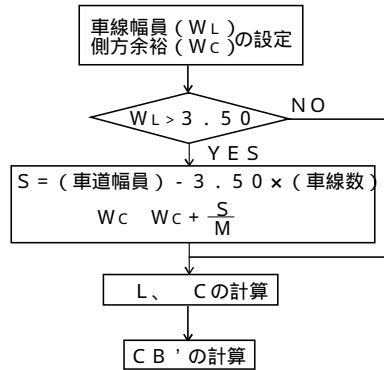 車線幅員(WL)
側方余裕(WC)の設定
WL>3.50
NO
YES
S=(車道幅員)-3.50×(車線数)
WC WC+S/M
L、 Cの計算
CB'の計算